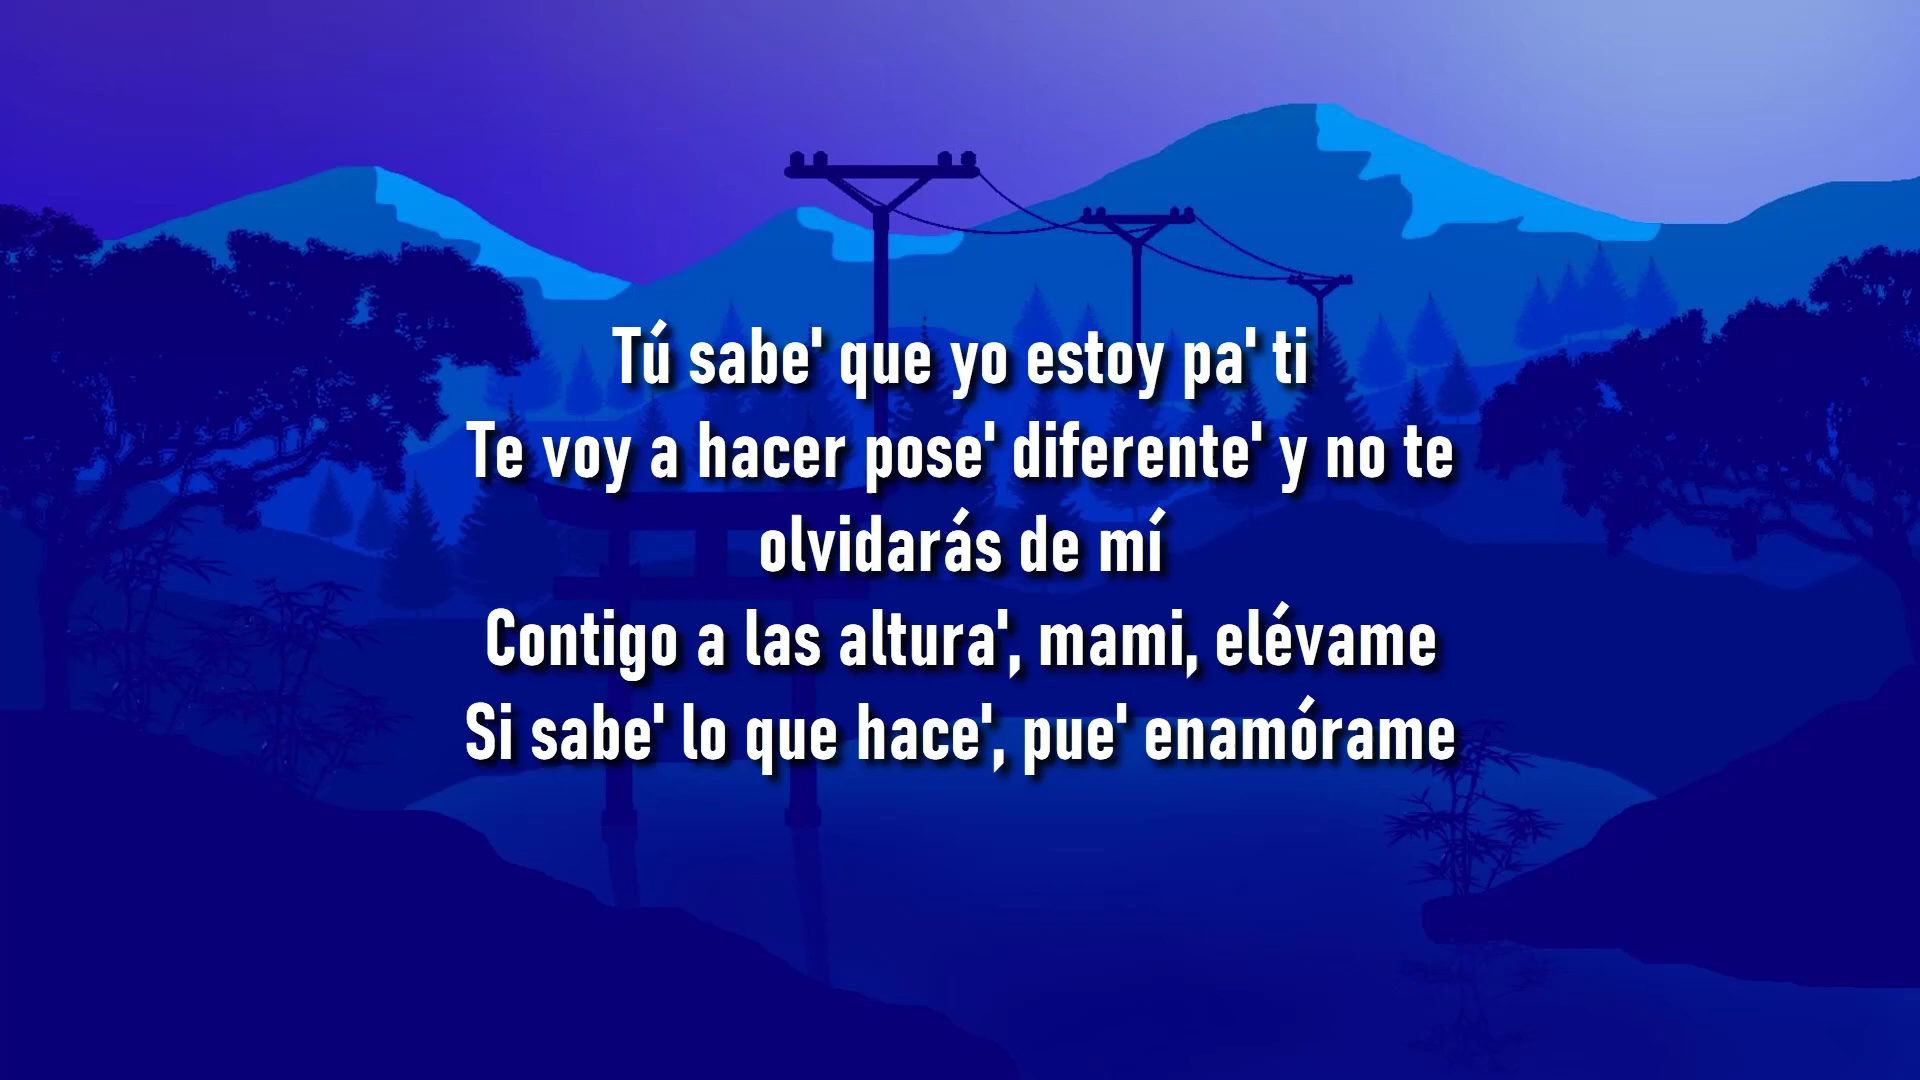 Tú sabe' que yo estoy pa' ti
Te voy a hacer pose' diferente' y no te
olvidarás de mí
Contigo a las altura', mami, elévame
Si sabe' lo que hace', pue' enamórame